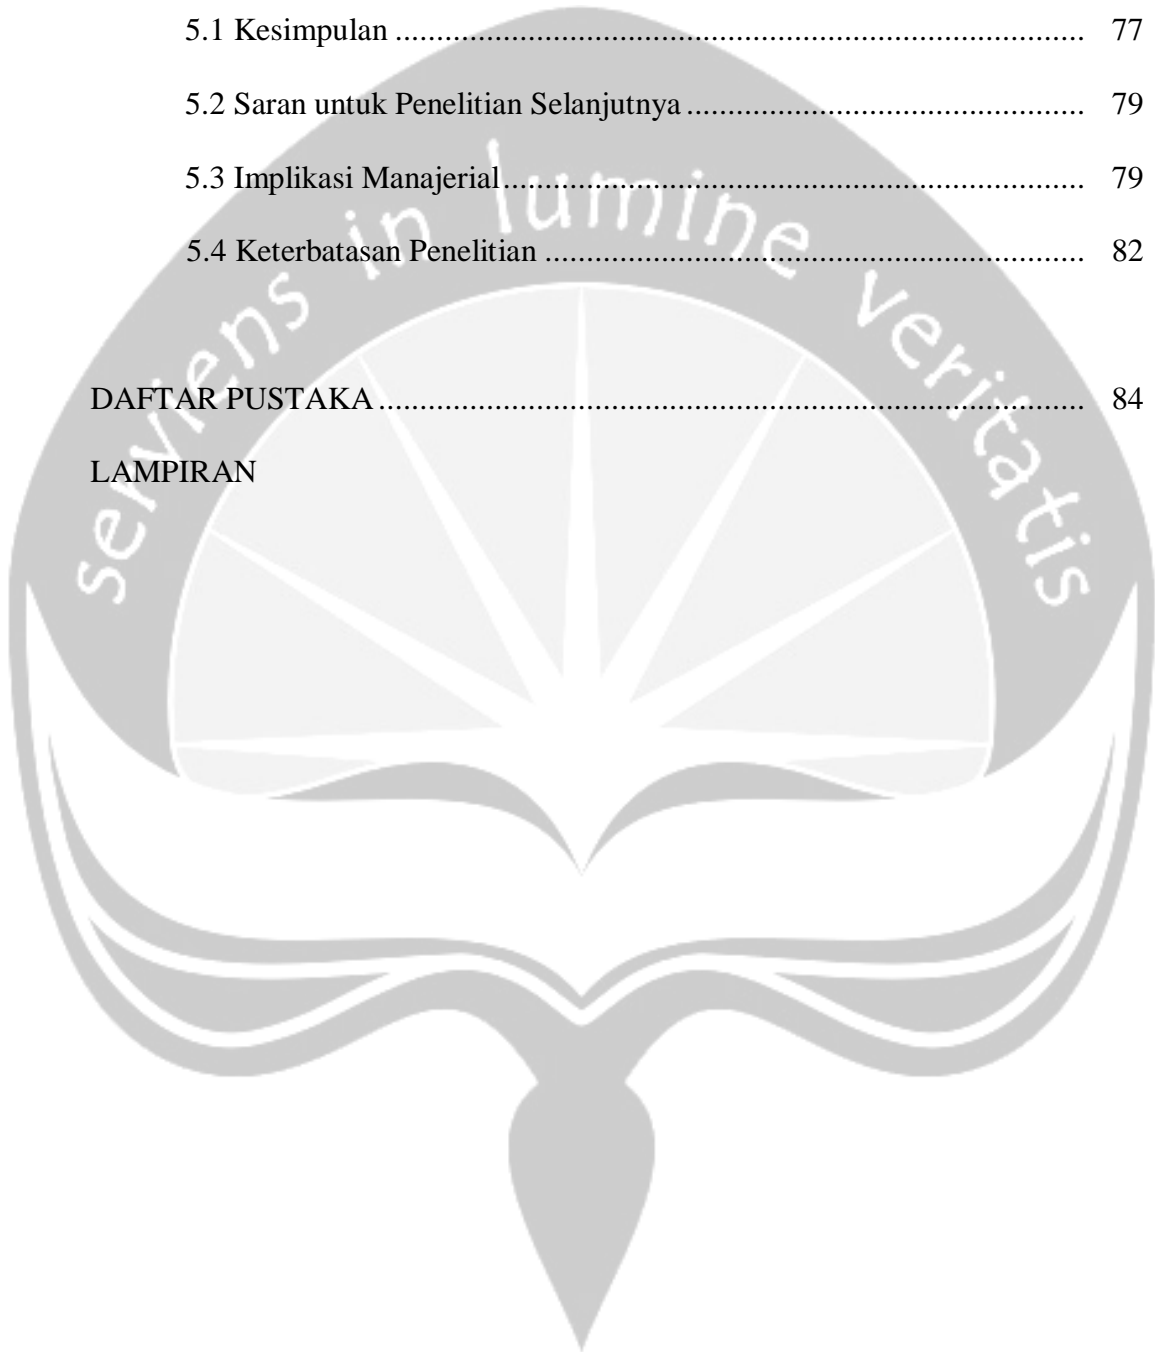 5.1 Kesimpulan ..................................................................................... 77
5.2 Saran untuk Penelitian Selanjutnya ................................................. 79
5.3 Implikasi Manajerial........................................................................ 79
5.4 Keterbatasan Penelitian ................................................................... 82
DAFTAR PUSTAKA ....................................................................................... 84
LAMPIRAN
serviens in lumine veritatis